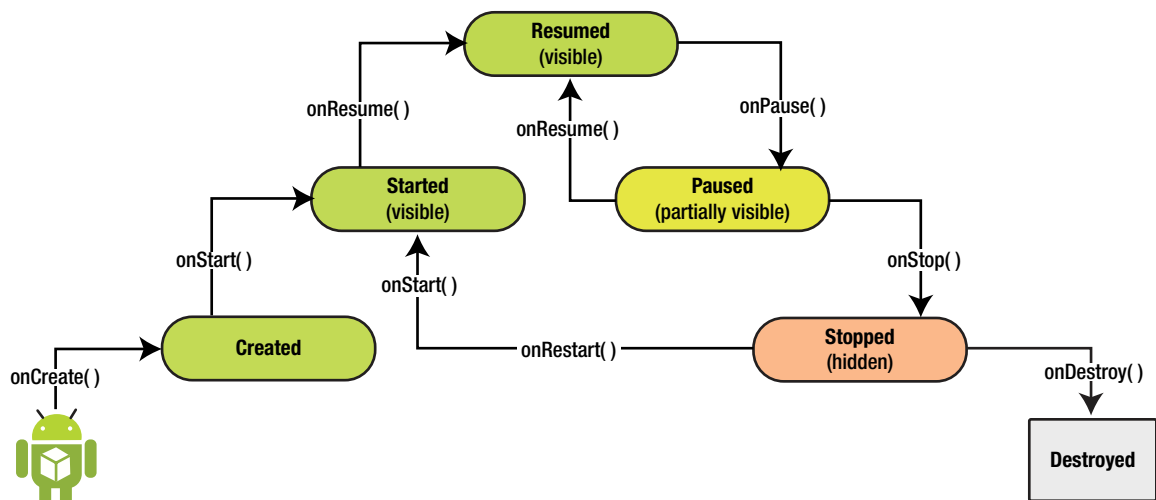 Resumed
(visible)
onResume( )
onResume( )
onPause( )
Started
(visible)
Paused
(partially visible)
onStart( )
onStart( )
onStop( )
Created
onRestart( )
Stopped
(hidden)
onCreate( )
onDestroy( )
Destroyed